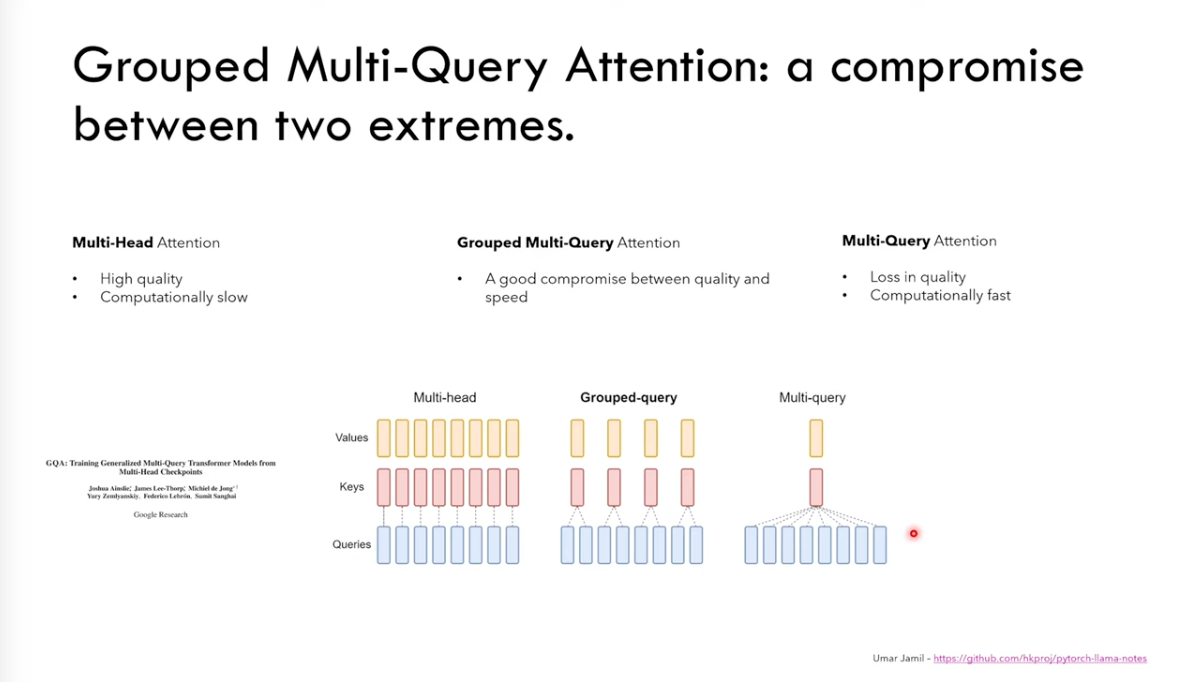 Grouped Multi-Query Attention: a compromise
between two extremes.
Multi-Head Attention
• High quality
• Computationally slow
Grouped Multi-Query Attention
• A good compromise between quality and
speed
Multi-Query Attention
• Loss in quality
• Computationally fast
Multi-head
Grouped-query
Multi-query
Values
Keys
Queries
GQA: Training Generalized Multi-Query Transformer Models from
Multi-Head Checkpoints
Joshua Ainslie, James Lee-Thorp, Michiel de Jong
Yury Zemlyanskiy, Federico Lebrón, Sumit Sanghai
Google Research
Umar Jamil – https://github.com/hkproj/pytorch-llama-notes